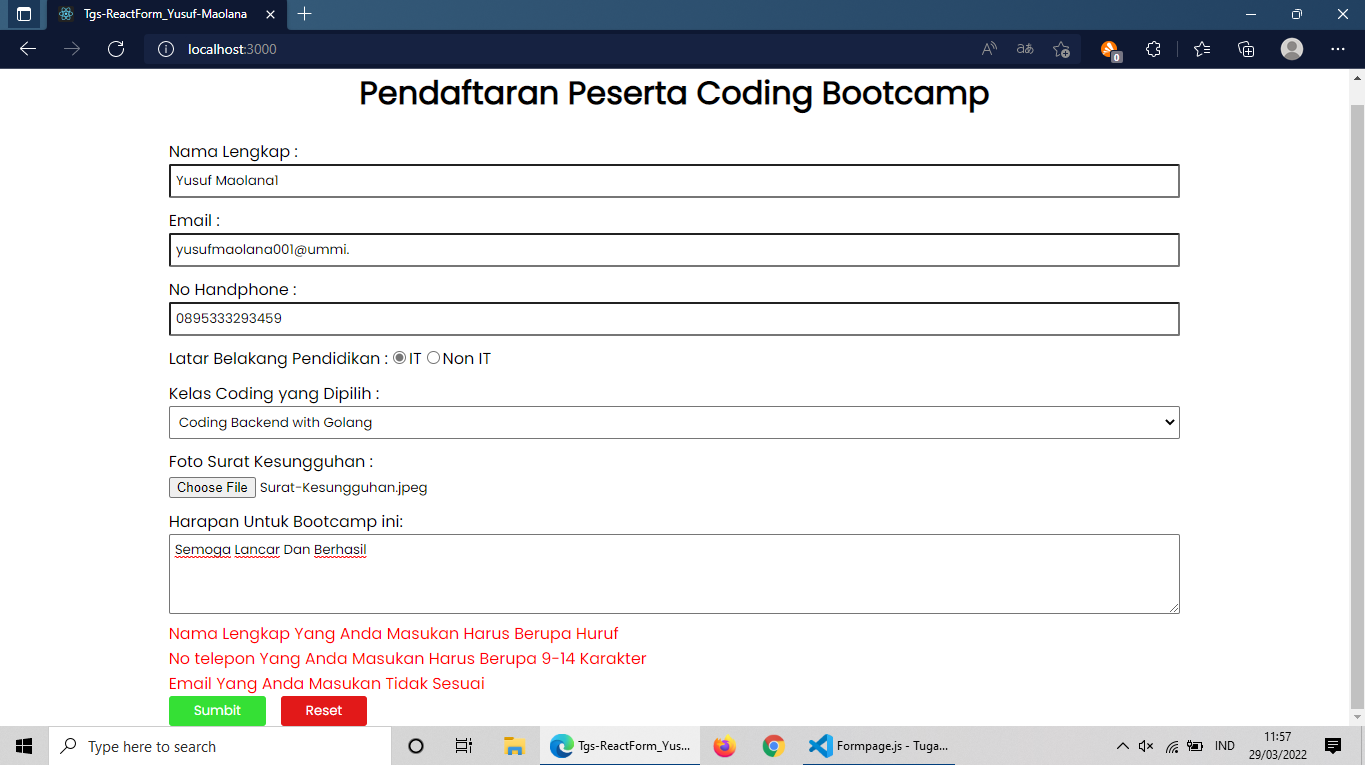 Tgs-ReactForm_Yusuf-Maolana
localhost:3000
0
Pendaftaran Peserta Coding Bootcamp
Nama Lengkap :
Yusuf Maolana1
Email :
yusufmaolana001@ummi.
No Handphone :
0895333293459
Latar Belakang Pendidikan : IT Non IT
Kelas Coding yang Dipilih :
Coding Backend with Golang
Foto Surat Kesungguhan :
Choose File Surat-Kesungguhan.jpeg
Harapan Untuk Bootcamp ini:
Semoga Lancar Dan Berhasil
Nama Lengkap Yang Anda Masukan Harus Berupa Huruf
No telepon Yang Anda Masukan Harus Berupa 9-14 Karakter
Email Yang Anda Masukan Tidak Sesuai
Sumbit Reset
Type here to search
Tgs-ReactForm_Yus...
Formpage.js - Tuga...
IND
11:57
29/03/2022